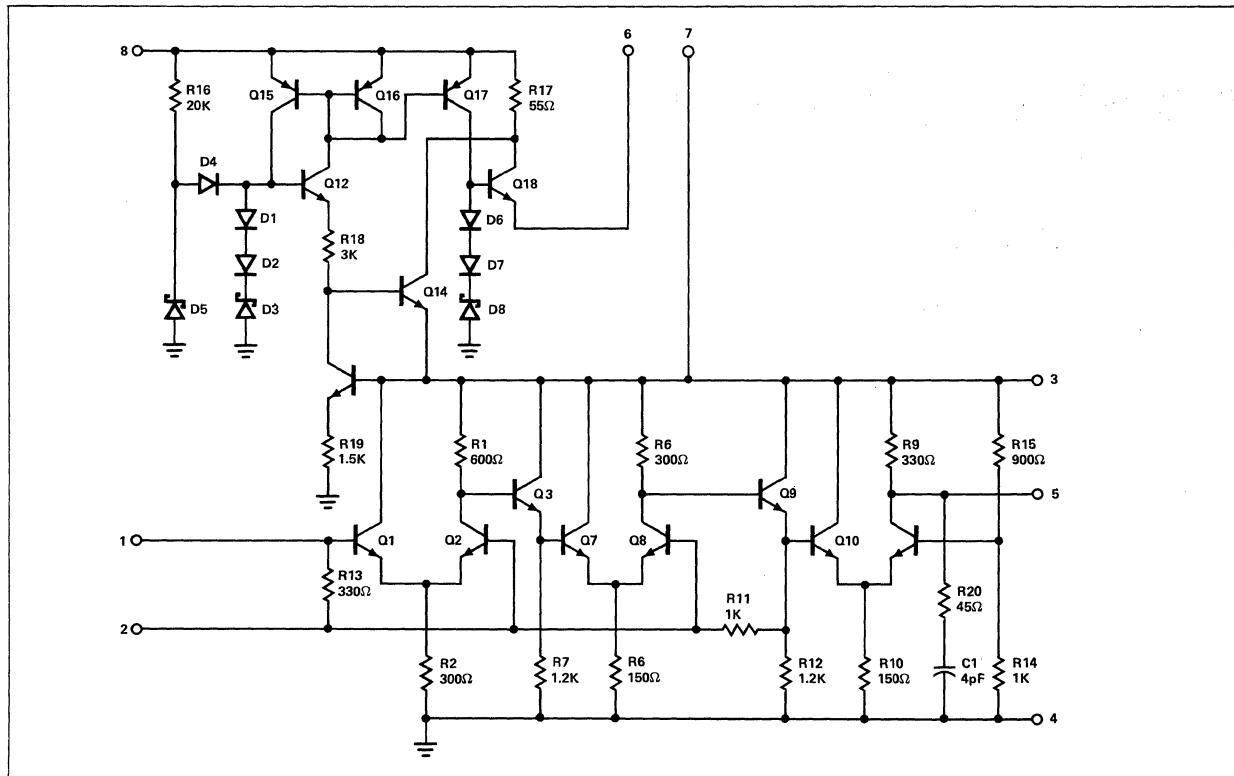 8
6
7
R16
20K
Q15
Q16
Q17
R17
55Ω
D4
Q12
Q18
D1
D6
R18
3K
D2
D7
Q14
D5
D3
D8
3
R19
1.5K
R1
600Ω
R6
300Ω
R9
330Ω
R15
900Ω
Q3
Q9
5
1
Q1
Q2
Q7
Q8
Q10
R13
330Ω
R11
1K
R20
45Ω
2
R2
300Ω
R7
1.2K
R6
150Ω
R12
1.2K
R10
150Ω
C1
4pF
R14
1K
4